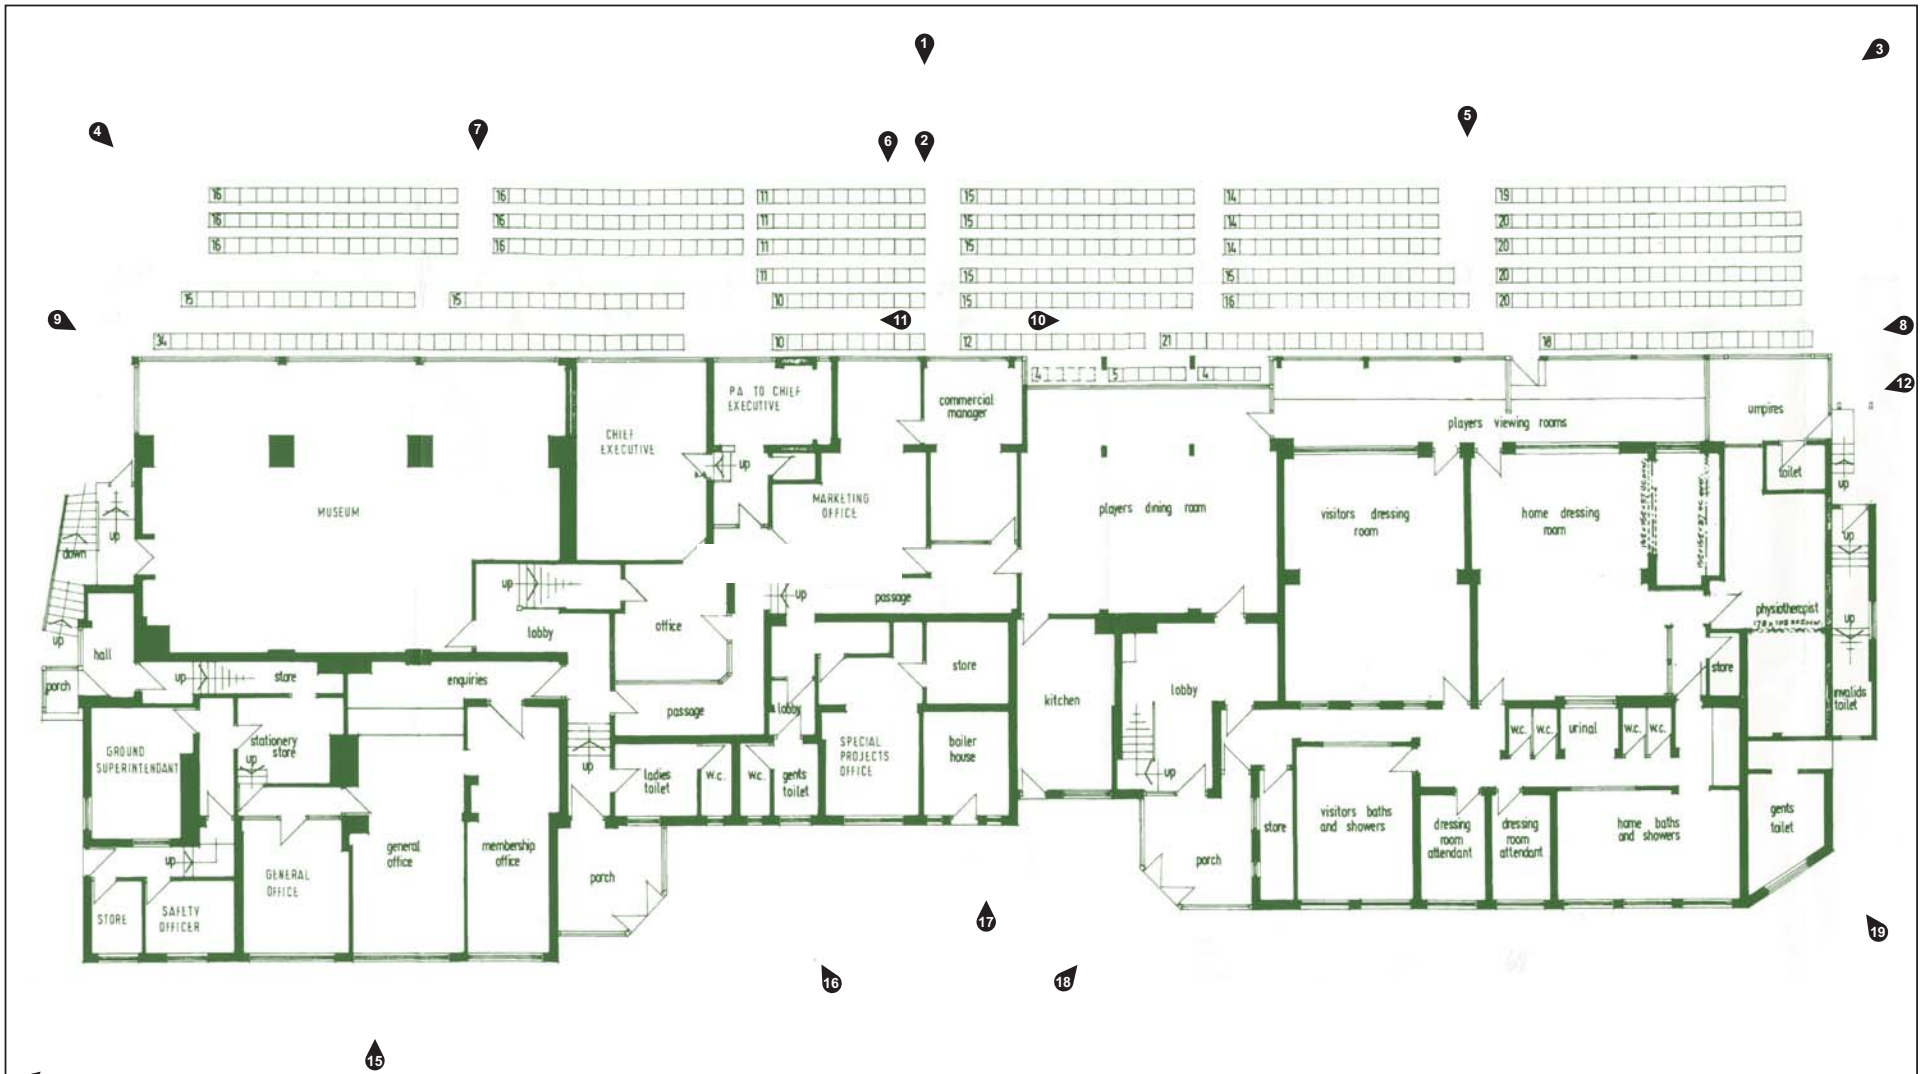 1
3
4
7
6
2
5
16
16
11
15
14
19
16
16
11
15
14
20
16
16
11
15
14
20
11
15
15
20
15
15
10
15
16
20
9
11
10
8
34
10
12
21
18
4
5
4
12
PA TO CHIEF
EXECUTIVE
commercial
manager
umpires
players viewing rooms
CHIEF
EXECUTIVE
up
toilet
up
MUSEUM
MARKETING
OFFICE
players dining room
visitors dressing
room
home dressing
room
down
up
up
up
up
passage
lobby
office
physiotherapist
up
up
hall
porch
up
store
enquiries
store
kitchen
lobby
store
invalids
toilet
passage
lobby
GROUND
SUPERINTENDANT
stationery
store
up
SPECIAL
PROJECTS
OFFICE
boiler
house
w.c.
w.c.
urinal
w.c.
w.c.
up
ladies
toilet
w.c.
w.c.
gents
toilet
up
general
office
membership
office
store
visitors baths
and showers
dressing
room
attendant
dressing
room
attendant
home baths
and showers
gents
toilet
up
GENERAL
OFFICE
porch
porch
STORE
SAFETY
OFFICER
17
19
16
18
15